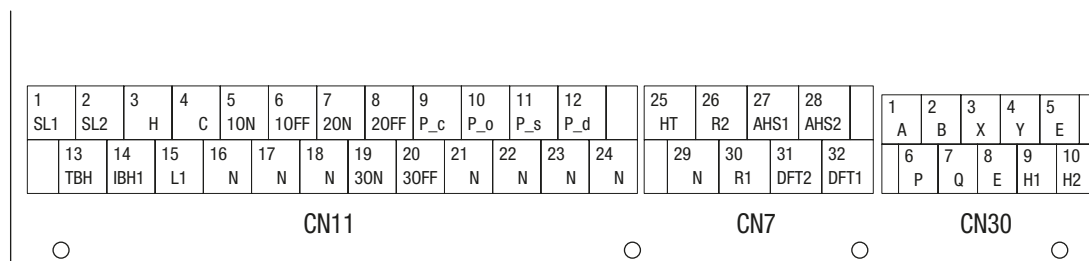 1 2 3 4 5 6 7 8 9 10 11 12
SL1 SL2 H C 1ON 1OFF 2ON 2OFF P_c P_o P_s P_d
13 14 15 16 17 18 19 20 21 22 23 24
TBH IBH1 L1 N N N 3ON 3OFF N N N N
CN11
25 26 27 28
HT R2 AHS1 AHS2
29 30 31 32
N R1 DFT2 DFT1
CN7
1 2 3 4 5
A B X Y E
6 7 8 9 10
P Q E H1 H2
CN30